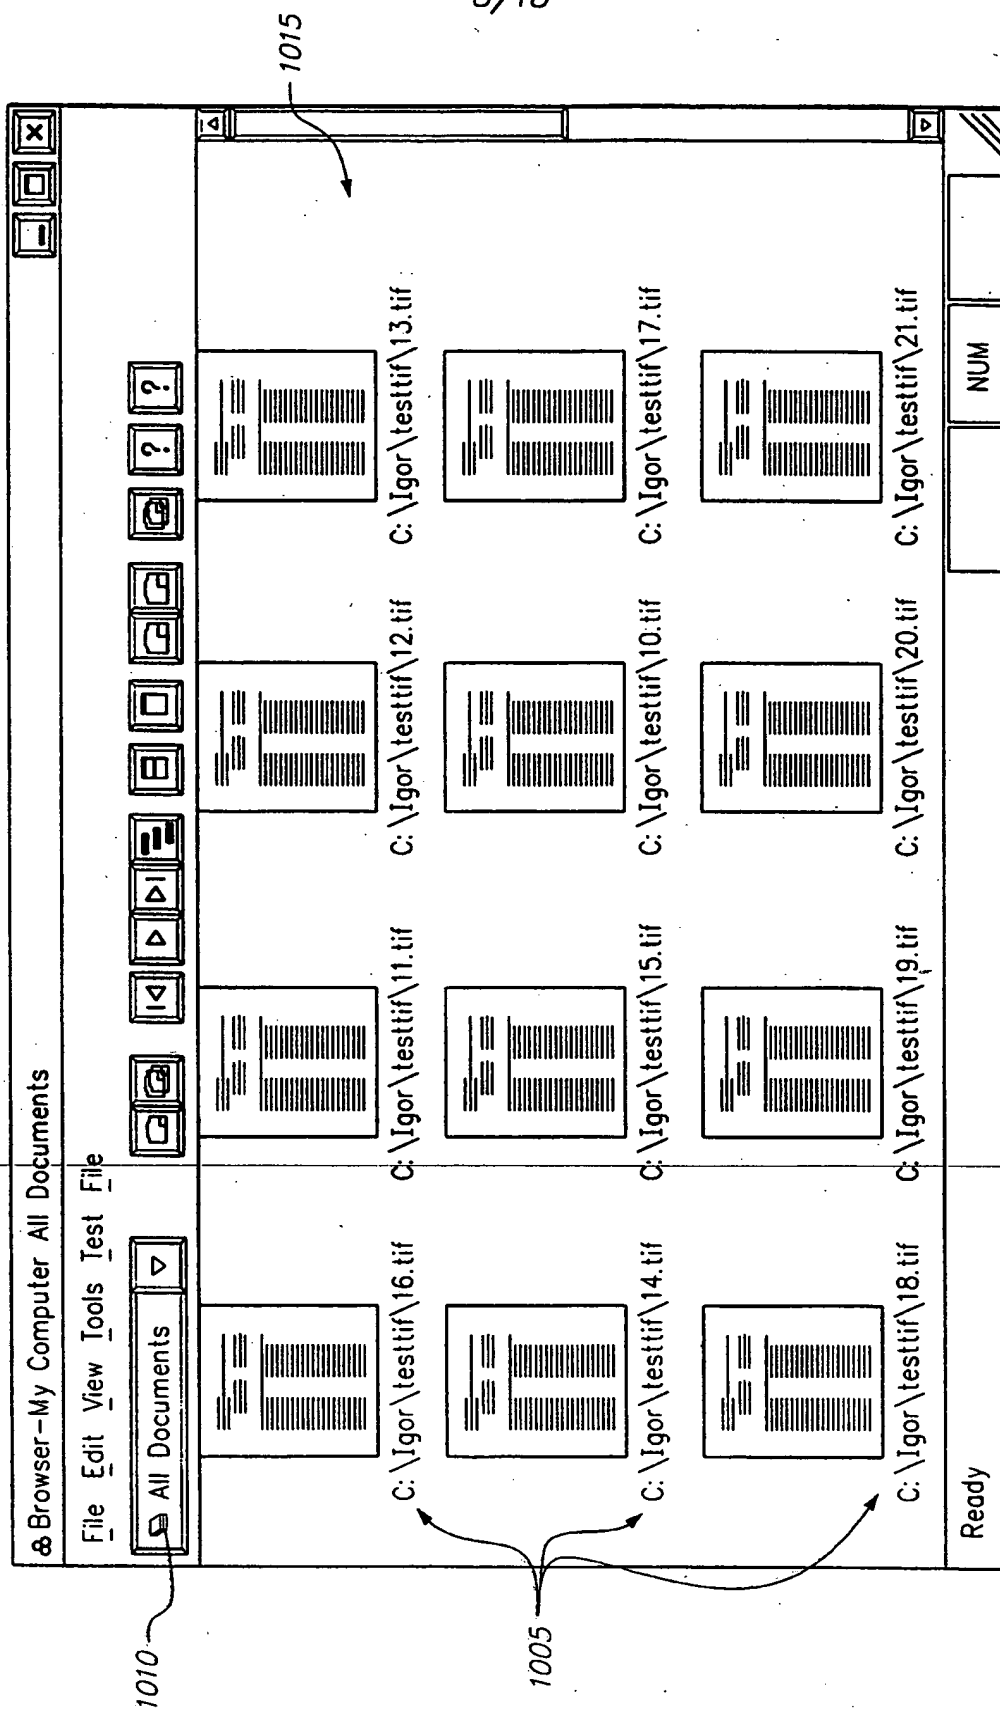 1015
Browser-My Computer All Documents
File Edit View Tools Test File
All Documents
? ?
1010
C: \Igor\testtif\16.tif C: \Igor\testtif\11.tif C: \Igor\testtif\12.tif C: \Igor\testtif\13.tif
C: \Igor\testtif\14.tif C: \Igor\testtif\15.tif C: \Igor\testtif\10.tif C: \Igor\testtif\17.tif
1005
C: \Igor\testtif\18.tif C: \Igor\testtif\19.tif C: \Igor\testtif\20.tif C: \Igor\testtif\21.tif
Ready NUM